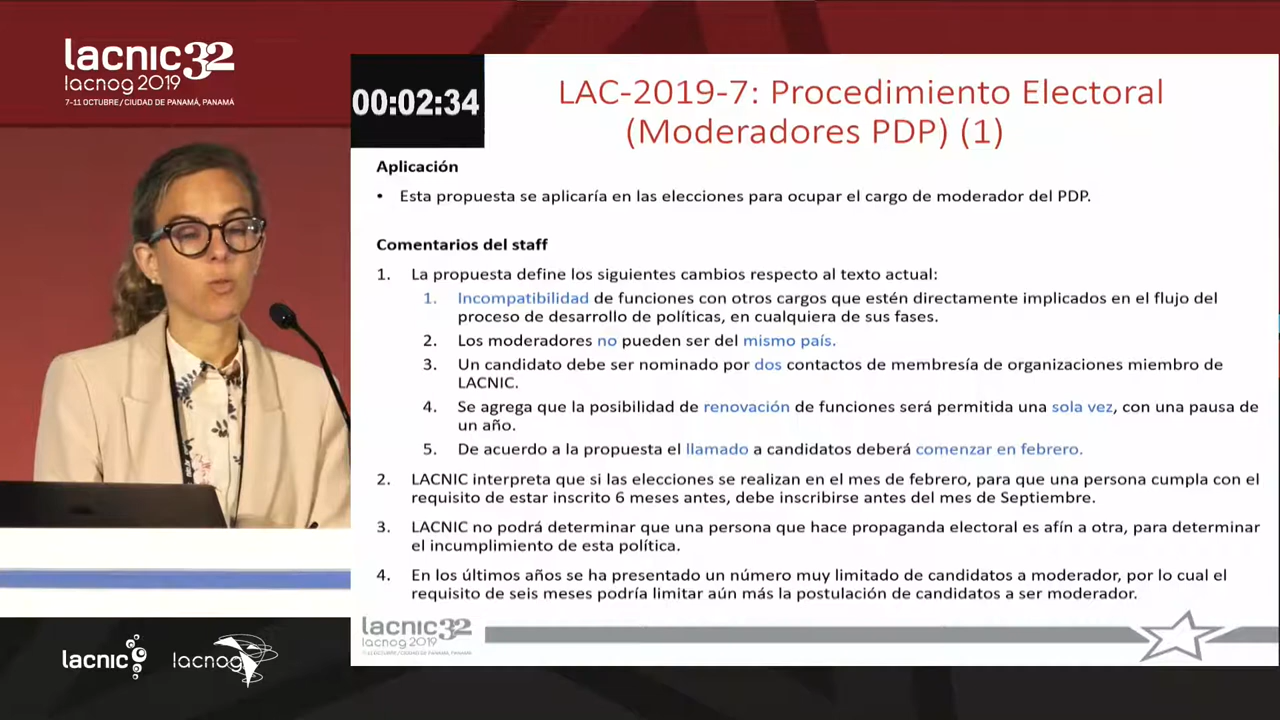 lacnic32
lacnog 2019
7-11 OCTUBRE / CIUDAD DE PANAMÁ, PANAMÁ
00:02:34
LAC-2019-7: Procedimiento Electoral
(Moderadores PDP) (1)
Aplicación
• Esta propuesta se aplicaría en las elecciones para ocupar el cargo de moderador del PDP.
Comentarios del staff
1. La propuesta define los siguientes cambios respecto al texto actual:
1. Incompatibilidad de funciones con otros cargos que estén directamente implicados en el flujo del
proceso de desarrollo de políticas, en cualquiera de sus fases.
2. Los moderadores no pueden ser del mismo país.
3. Un candidato debe ser nominado por dos contactos de membresía de organizaciones miembro de
LACNIC.
4. Se agrega que la posibilidad de renovación de funciones será permitida una sola vez, con una pausa de
un año.
5. De acuerdo a la propuesta el llamado a candidatos deberá comenzar en febrero.
2. LACNIC interpreta que si las elecciones se realizan en el mes de febrero, para que una persona cumpla con el
requisito de estar inscrito 6 meses antes, debe inscribirse antes del mes de Septiembre.
3. LACNIC no podrá determinar que una persona que hace propaganda electoral es afín a otra, para determinar
el incumplimiento de esta política.
4. En los últimos años se ha presentado un número muy limitado de candidatos a moderador, por lo cual el
requisito de seis meses podría limitar aún más la postulación de candidatos a ser moderador.
lacnic32
lacnog 2019
7-11 OCTUBRE / CIUDAD DE PANAMÁ, PANAMÁ
lacnic
lacnog